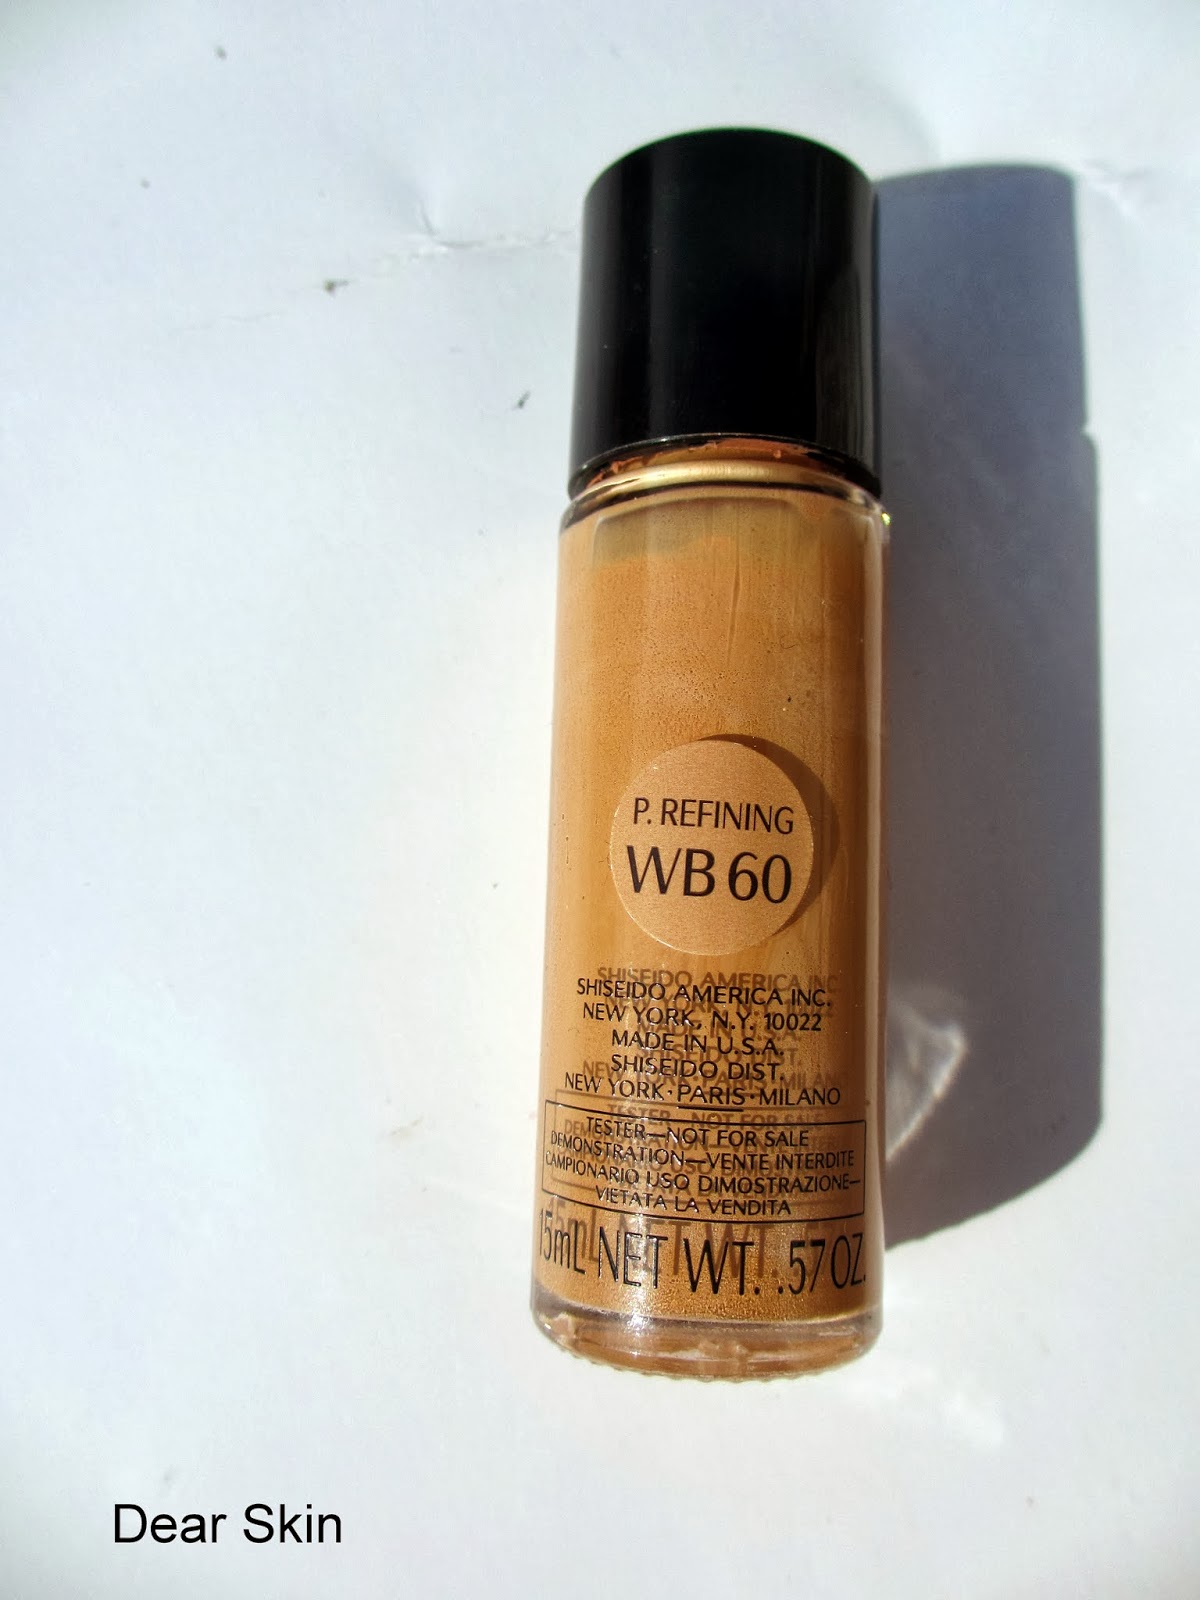 P. REFINING
WB 60
SHISEIDO AMERICA INC.
NEW YORK, N.Y. 10022
MADE IN U.S.A.
SHISEIDO DIST.
NEW YORK·PARIS·MILANO
TESTER—NOT FOR SALE
DEMONSTRATION—VENTE INTERDITE
CAMPIONARIO USO DIMOSTRAZIONE—
VIETATA LA VENDITA
15mL NET WT. .57 OZ.
Dear Skin